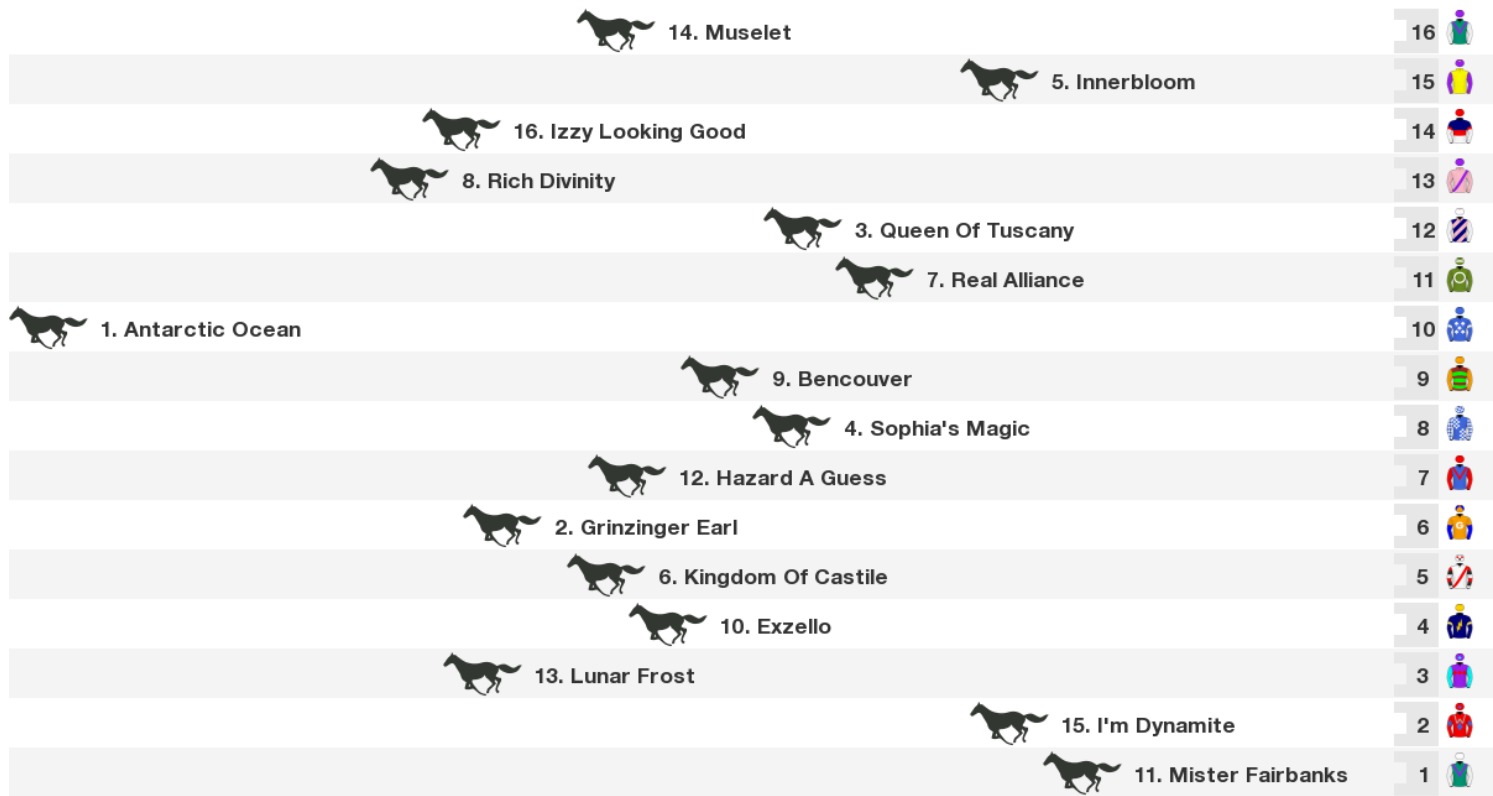 14. Muselet 16
5. Innerbloom 15
16. Izzy Looking Good 14
8. Rich Divinity 13
3. Queen Of Tuscany 12
7. Real Alliance 11
1. Antarctic Ocean 10
9. Bencouver 9
4. Sophia's Magic 8
12. Hazard A Guess 7
2. Grinzinger Earl 6
G
6. Kingdom Of Castile 5
10. Exzello 4
13. Lunar Frost 3
15. I'm Dynamite 2
11. Mister Fairbanks 1